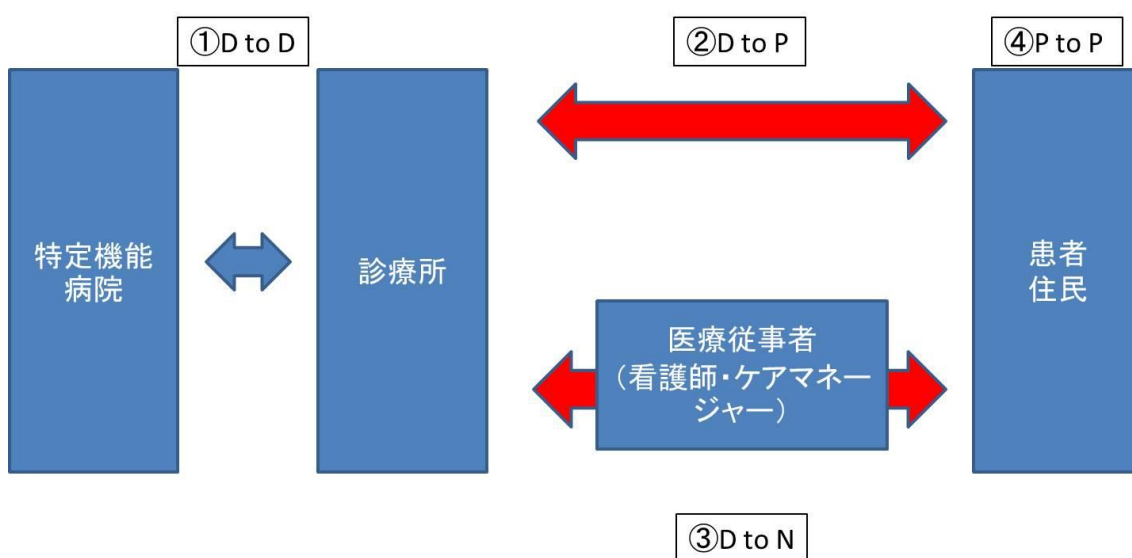 ①D to D
②D to P
④P to P
特定機能
病院
診療所
患者
住民
医療従事者
（看護師・ケアマネー
ジャー）
③D to N